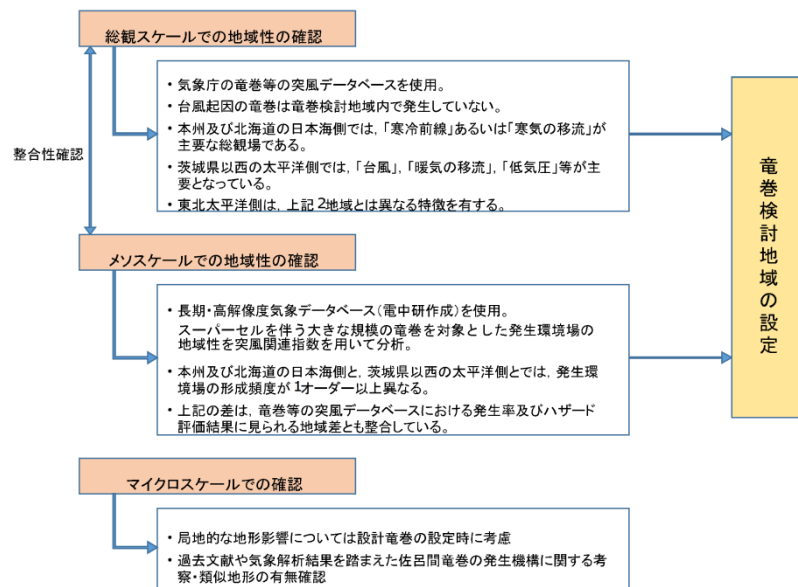 総観スケールでの地域性の確認
・気象庁の竜巻等の突風データベースを使用。
・台風起因の竜巻は竜巻検討地域内で発生していない。
・本州及び北海道の日本海側では,「寒冷前線」あるいは「寒気の移流」が
主要な総観場である。
・茨城県以西の太平洋側では,「台風」,「暖気の移流」,「低気圧」等が主
要となっている。
・東北太平洋側は,上記2地域とは異なる特徴を有する。
整合性確認
メソスケールでの地域性の確認
・長期・高解像度気象データベース(電中研作成)を使用。
スーパーセルを伴う大きな規模の竜巻を対象とした発生環境場の
地域性を突風関連指数を用いて分析。
・本州及び北海道の日本海側と,茨城県以西の太平洋側とでは,発生環
境場の形成頻度が1オーダー以上異なる。
・上記の差は,竜巻等の突風データベースにおける発生率及びハザード
評価結果に見られる地域差とも整合している。
竜巻検討地域の設定
マイクロスケールでの確認
・局地的な地形影響については設計竜巻の設定時に考慮
・過去文献や気象解析結果を踏まえた佐呂間竜巻の発生機構に関する考
察・類似地形の有無確認